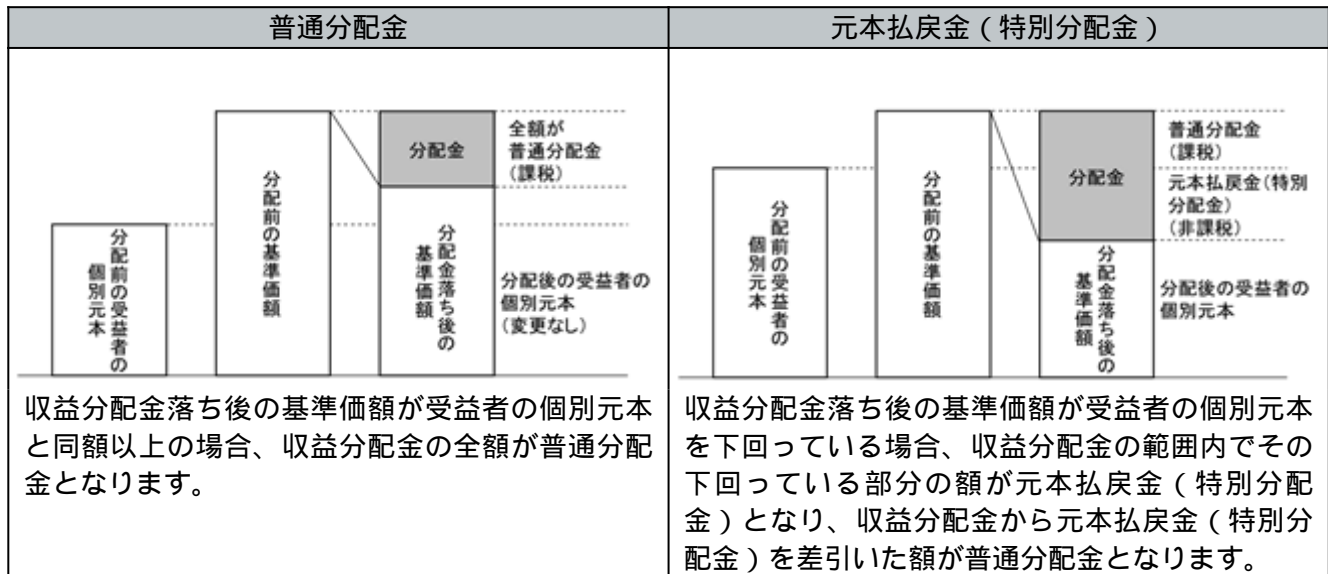 普通分配金
分配前の受益者の
個別元本
分配前の基準価額
分配金
分配金落ち後の
基準価額
全額が
普通分配金
(課税)
分配後の受益者の
個別元本
(変更なし)
収益分配金落ち後の基準価額が受益者の個別元本
と同額以上の場合、収益分配金の全額が普通分配
金となります。
元本払戻金(特別分配金)
分配前の受益者の
個別元本
分配前の基準価額
分配金
分配金落ち後の
基準価額
普通分配金
(課税)
元本払戻金(特別
分配金)
(非課税)
分配後の受益者の
個別元本
収益分配金落ち後の基準価額が受益者の個別元本
を下回っている場合、収益分配金の範囲内でその
下回っている部分の額が元本払戻金(特別分配
金)となり、収益分配金から元本払戻金(特別分
配金)を差引いた額が普通分配金となります。